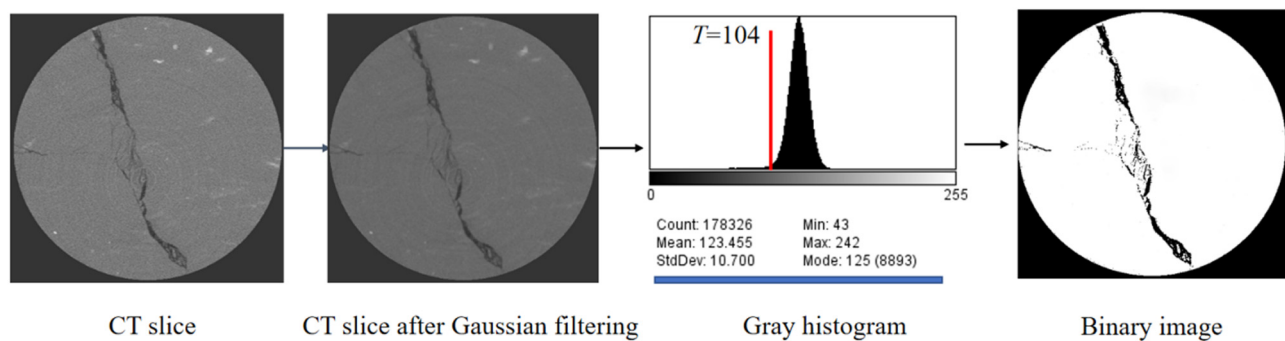 T=104
0
255
Count: 178326
Min: 43
Mean: 123.455
Max: 242
StdDev: 10.700
Mode: 125 (8893)
CT slice
CT slice after Gaussian filtering
Gray histogram
Binary image